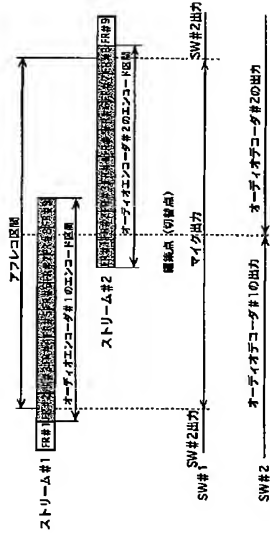 アフレコ区間
ストリーム#1
FR#1
オーディオエンコーダ#1のエンコード区間
ストリーム#2
FR#9
オーディオエンコーダ#2のエンコード区間
編集点(切替点)
SW#1
SW#2出力
マイク出力
SW#2出力
SW#2
オーディオデコーダ#1の出力
オーディオデコーダ#2の出力